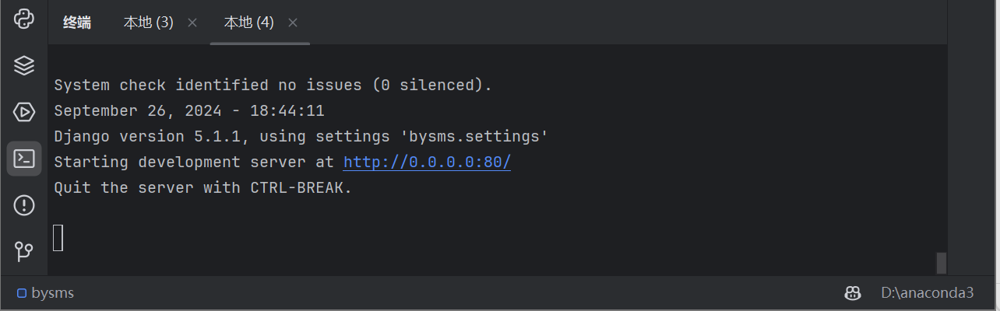 终端 本地 (3) × 本地 (4) ×
System check identified no issues (0 silenced).
September 26, 2024 - 18:44:11
Django version 5.1.1, using settings 'bysms.settings'
Starting development server at http://0.0.0.0:80/
Quit the server with CTRL-BREAK.
bysms D:\anaconda3